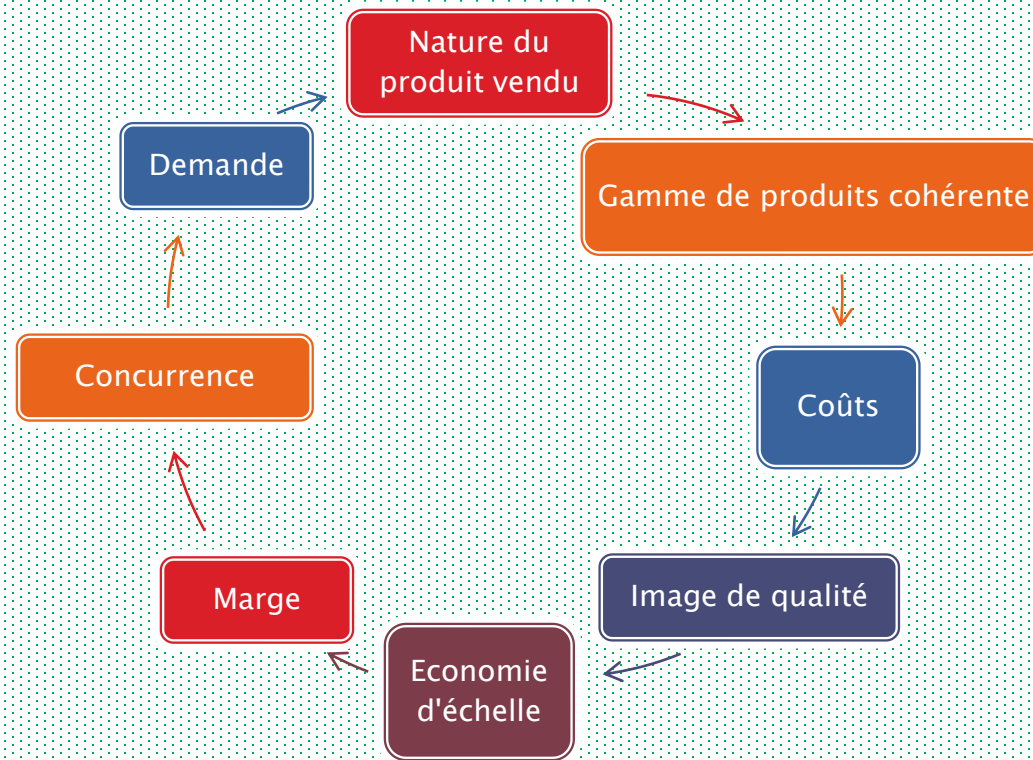 Nature du
produit vendu
Gamme de produits cohérente
Coûts
Image de qualité
Economie
d'échelle
Marge
Concurrence
Demande